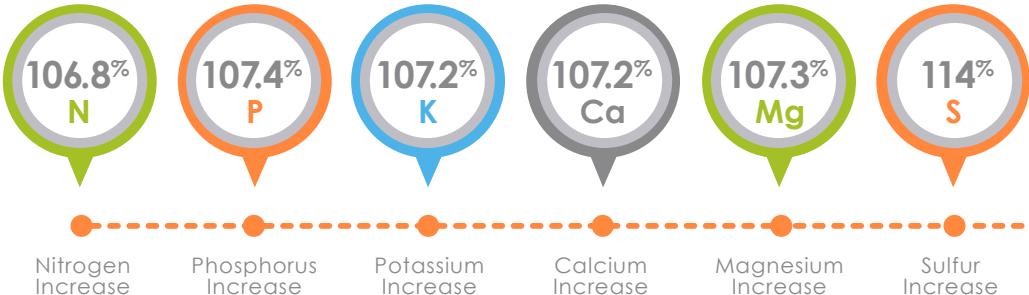 106.8%
N
107.4%
P
107.2%
K
107.2%
Ca
107.3%
Mg
114%
S
Nitrogen
Increase
Phosphorus
Increase
Potassium
Increase
Calcium
Increase
Magnesium
Increase
Sulfur
Increase